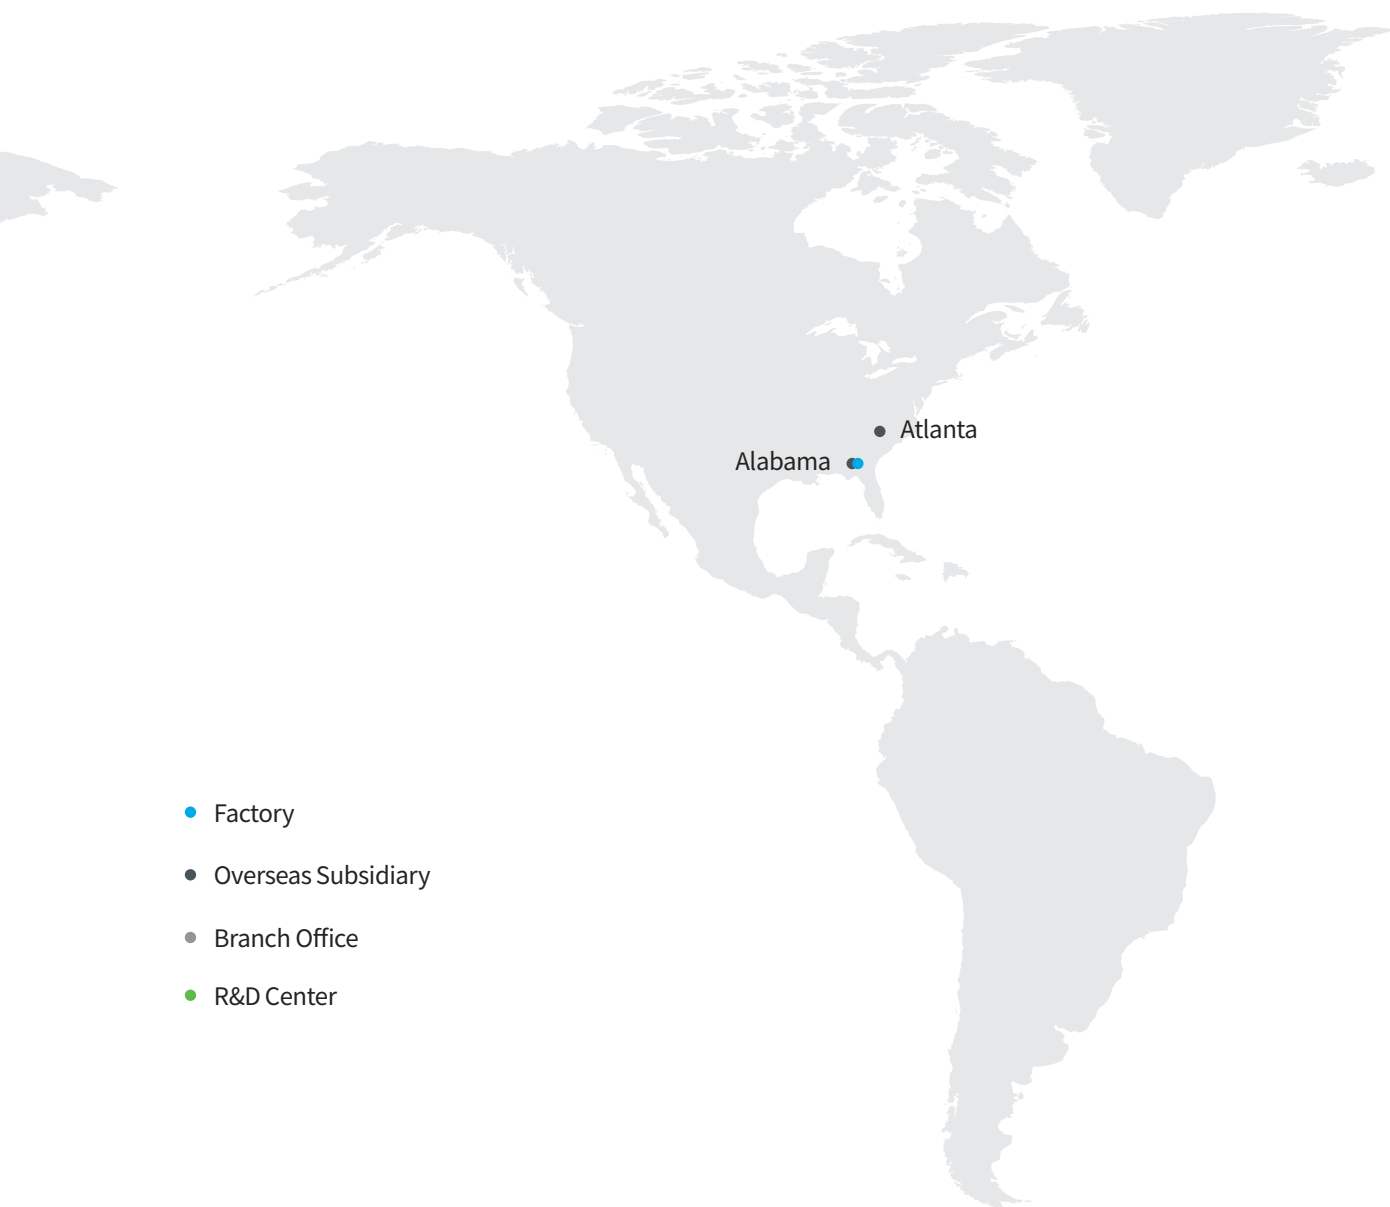 Atlanta
Alabama
Factory
Overseas Subsidiary
Branch Office
R&D Center